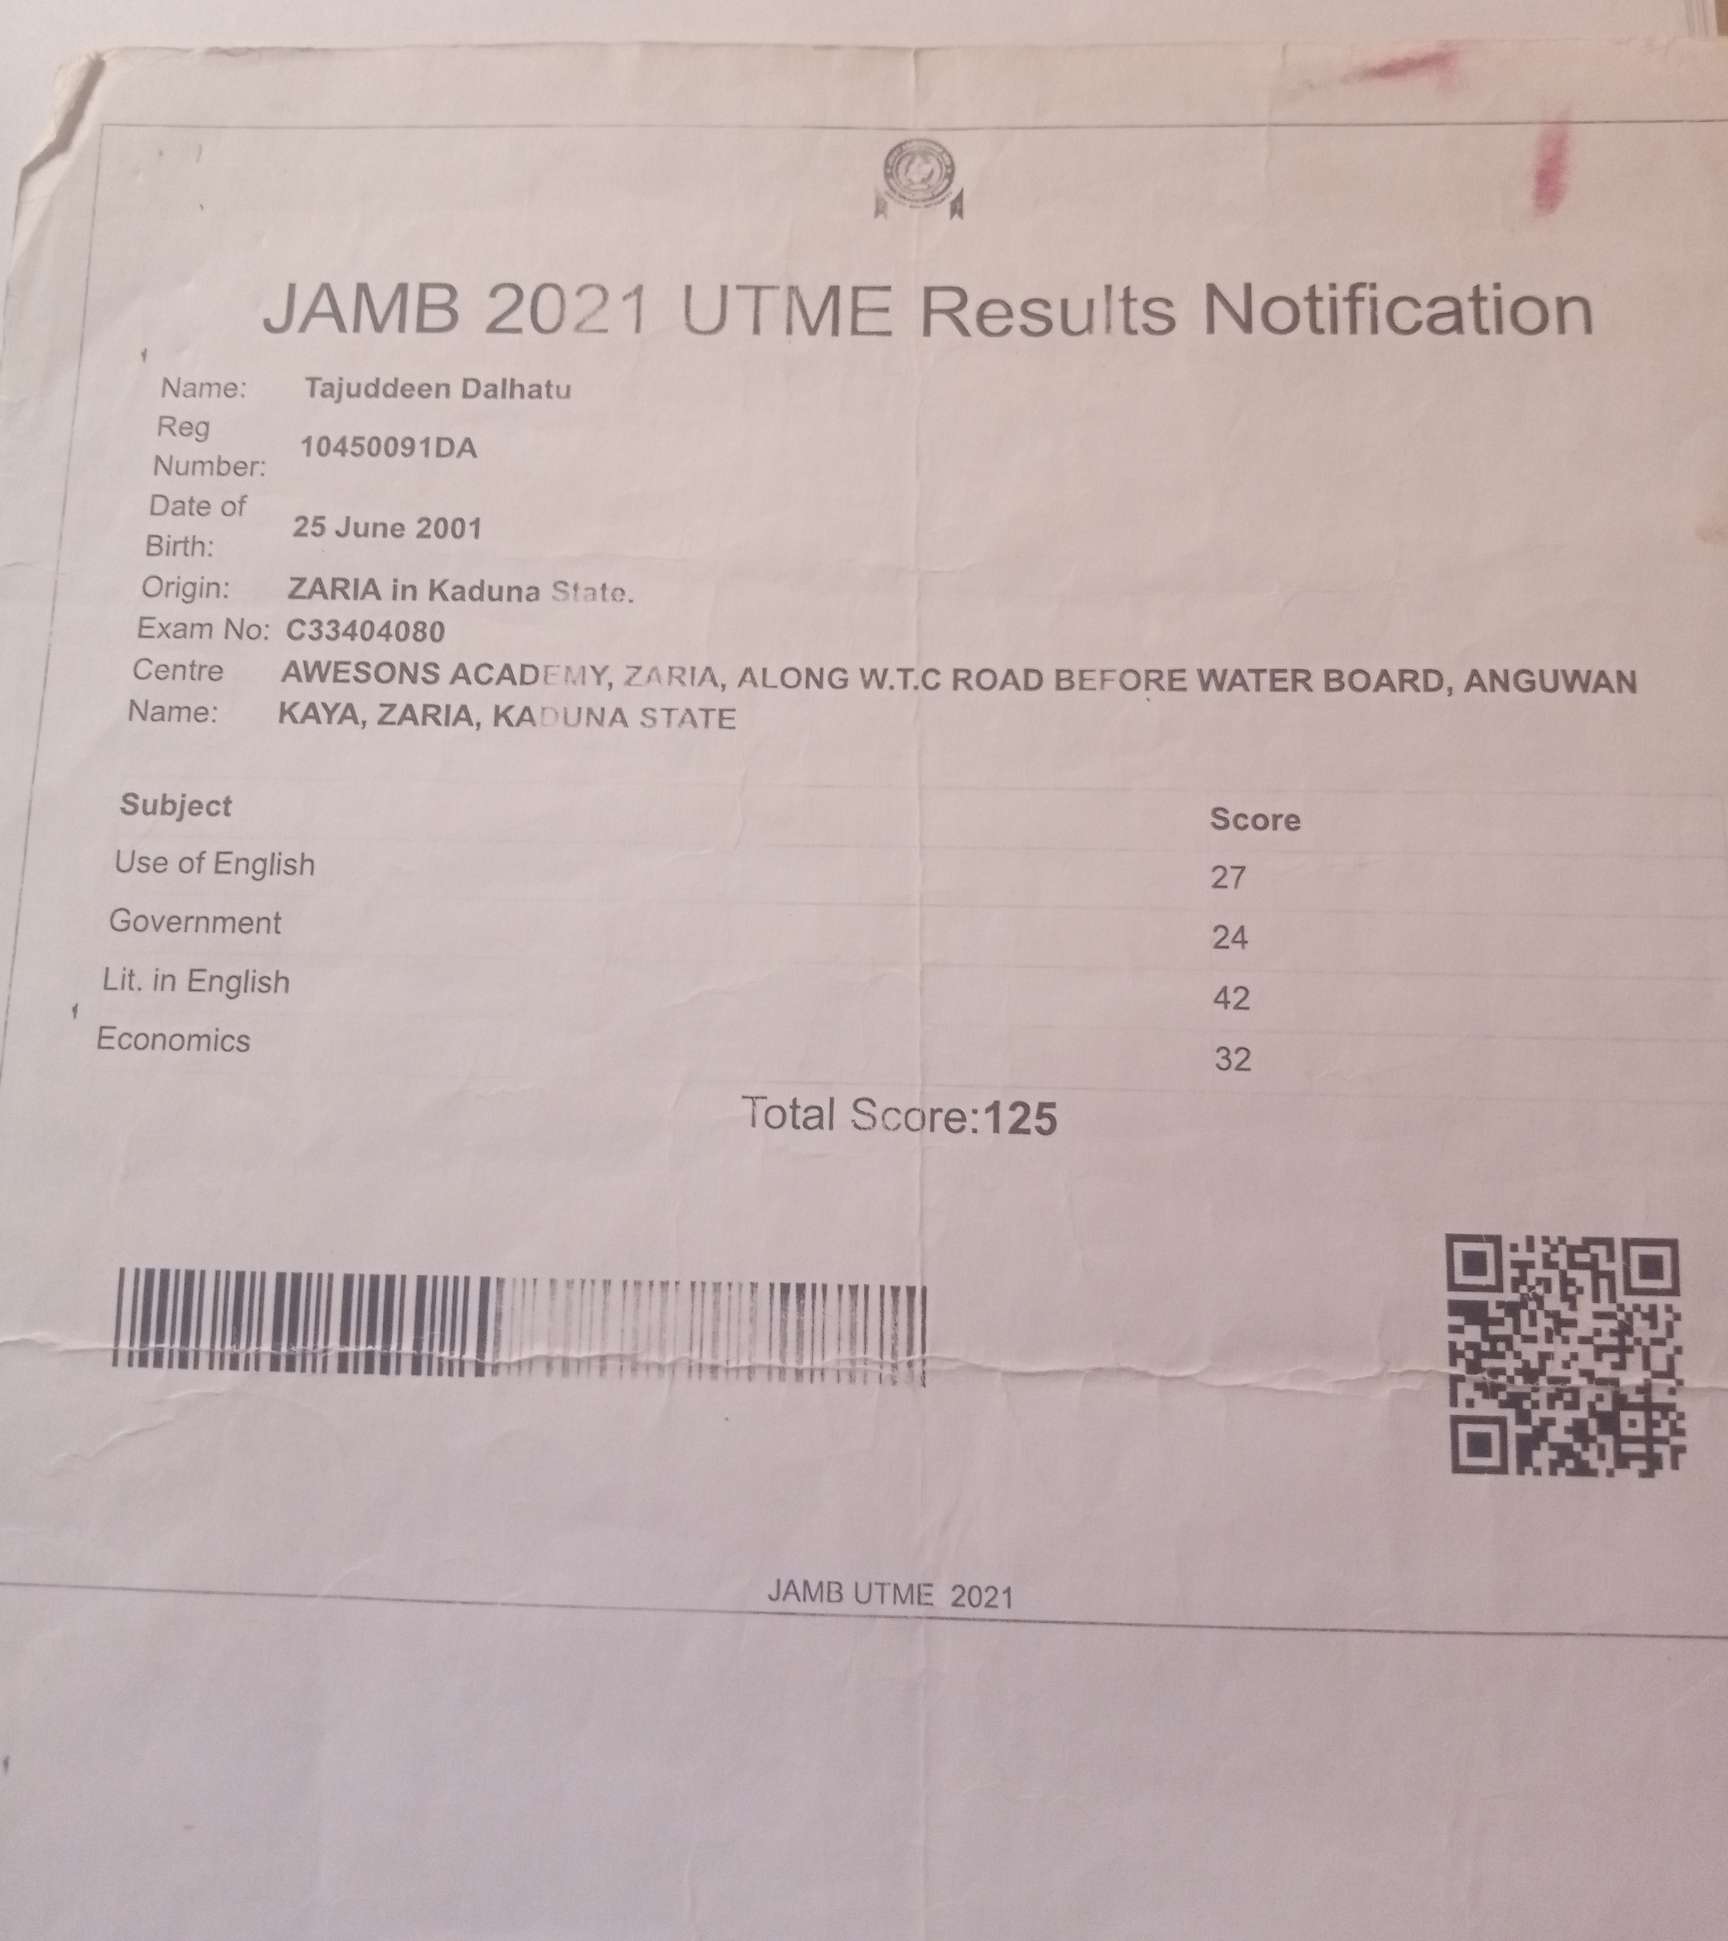 JAMB 2021 UTME Results Notification
Name: Tajuddeen Dalhatu
Reg Number: 10450091DA
Date of Birth: 25 June 2001
Origin: ZARIA in Kaduna State.
Exam No: C33404080
Centre Name: AWESONS ACADEMY, ZARIA, ALONG W.T.C ROAD BEFORE WATER BOARD, ANGUWAN
KAYA, ZARIA, KADUNA STATE
Subject Score
Use of English 27
Government 24
Lit. in English 42
Economics 32
Total Score:125
JAMB UTME 2021